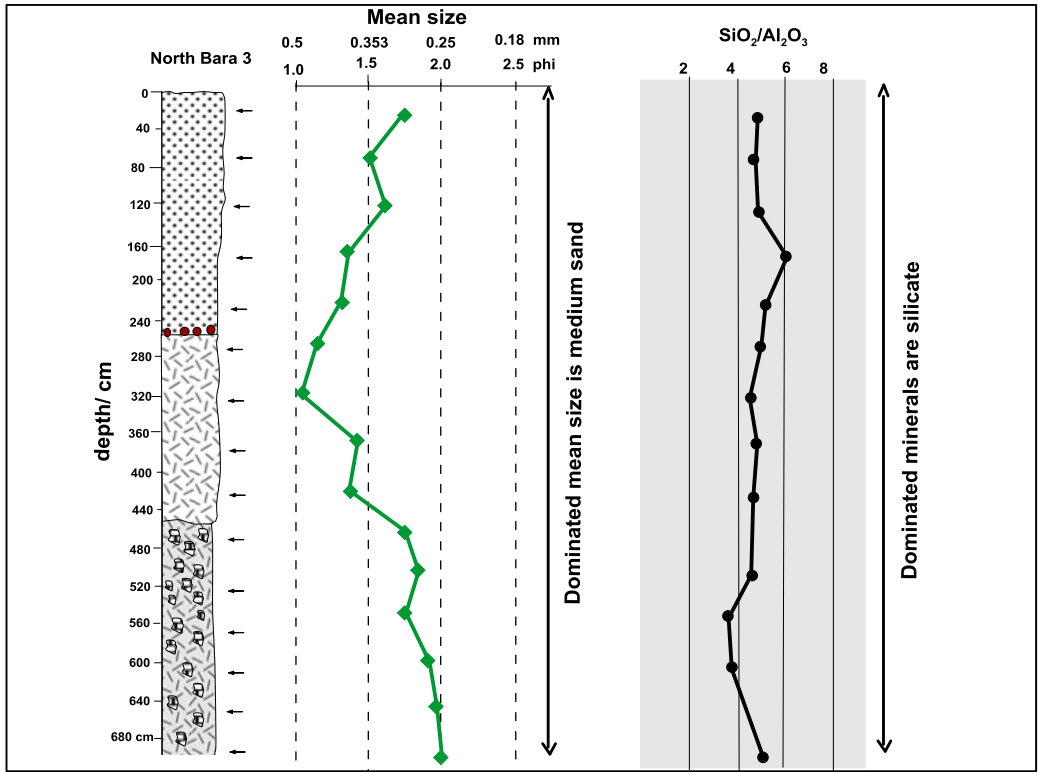 Mean size
0.5 0.353 0.25 0.18 mm
1.0 1.5 2.0 2.5 phi
North Bara 3
SiO₂/Al₂O₃
2 4 6 8
0
40
80
120
160
200
240
280
320
360
400
440
480
520
560
600
640
680 cm
depth/ cm
Dominated mean size is medium sand
Dominated minerals are silicate